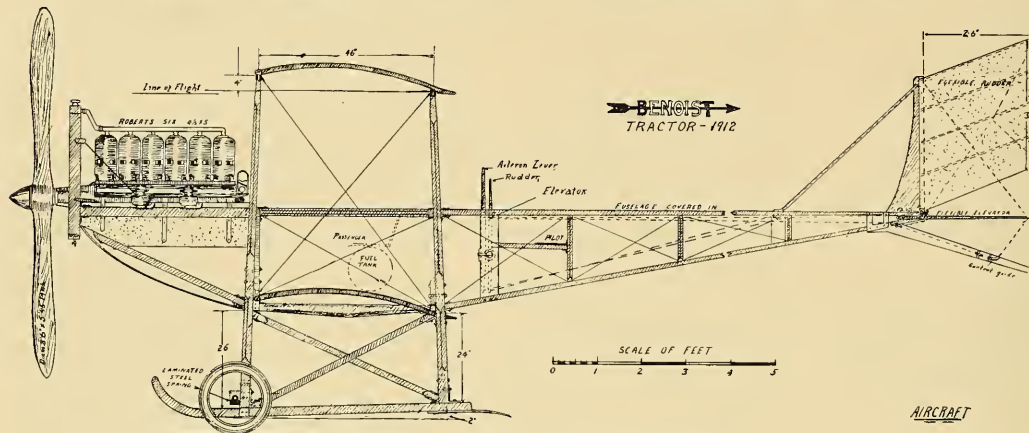 46"
26"
4"
Line of Flight
FLEXIBLE RUDDER
BENOIST
TRACTOR - 1912
ROBERTS SIX
Aileron Lever
Rudder
Elevator
FUSELAGE COVERED IN
FLEXIBLE ELEVATOR
PASSENGER
PILOT
FUEL
TANK
Control guide
26
24"
SCALE OF FEET
LAMINATED
STEEL
SPRING
0 1 2 3 4 5
2"
AIRCRAFT